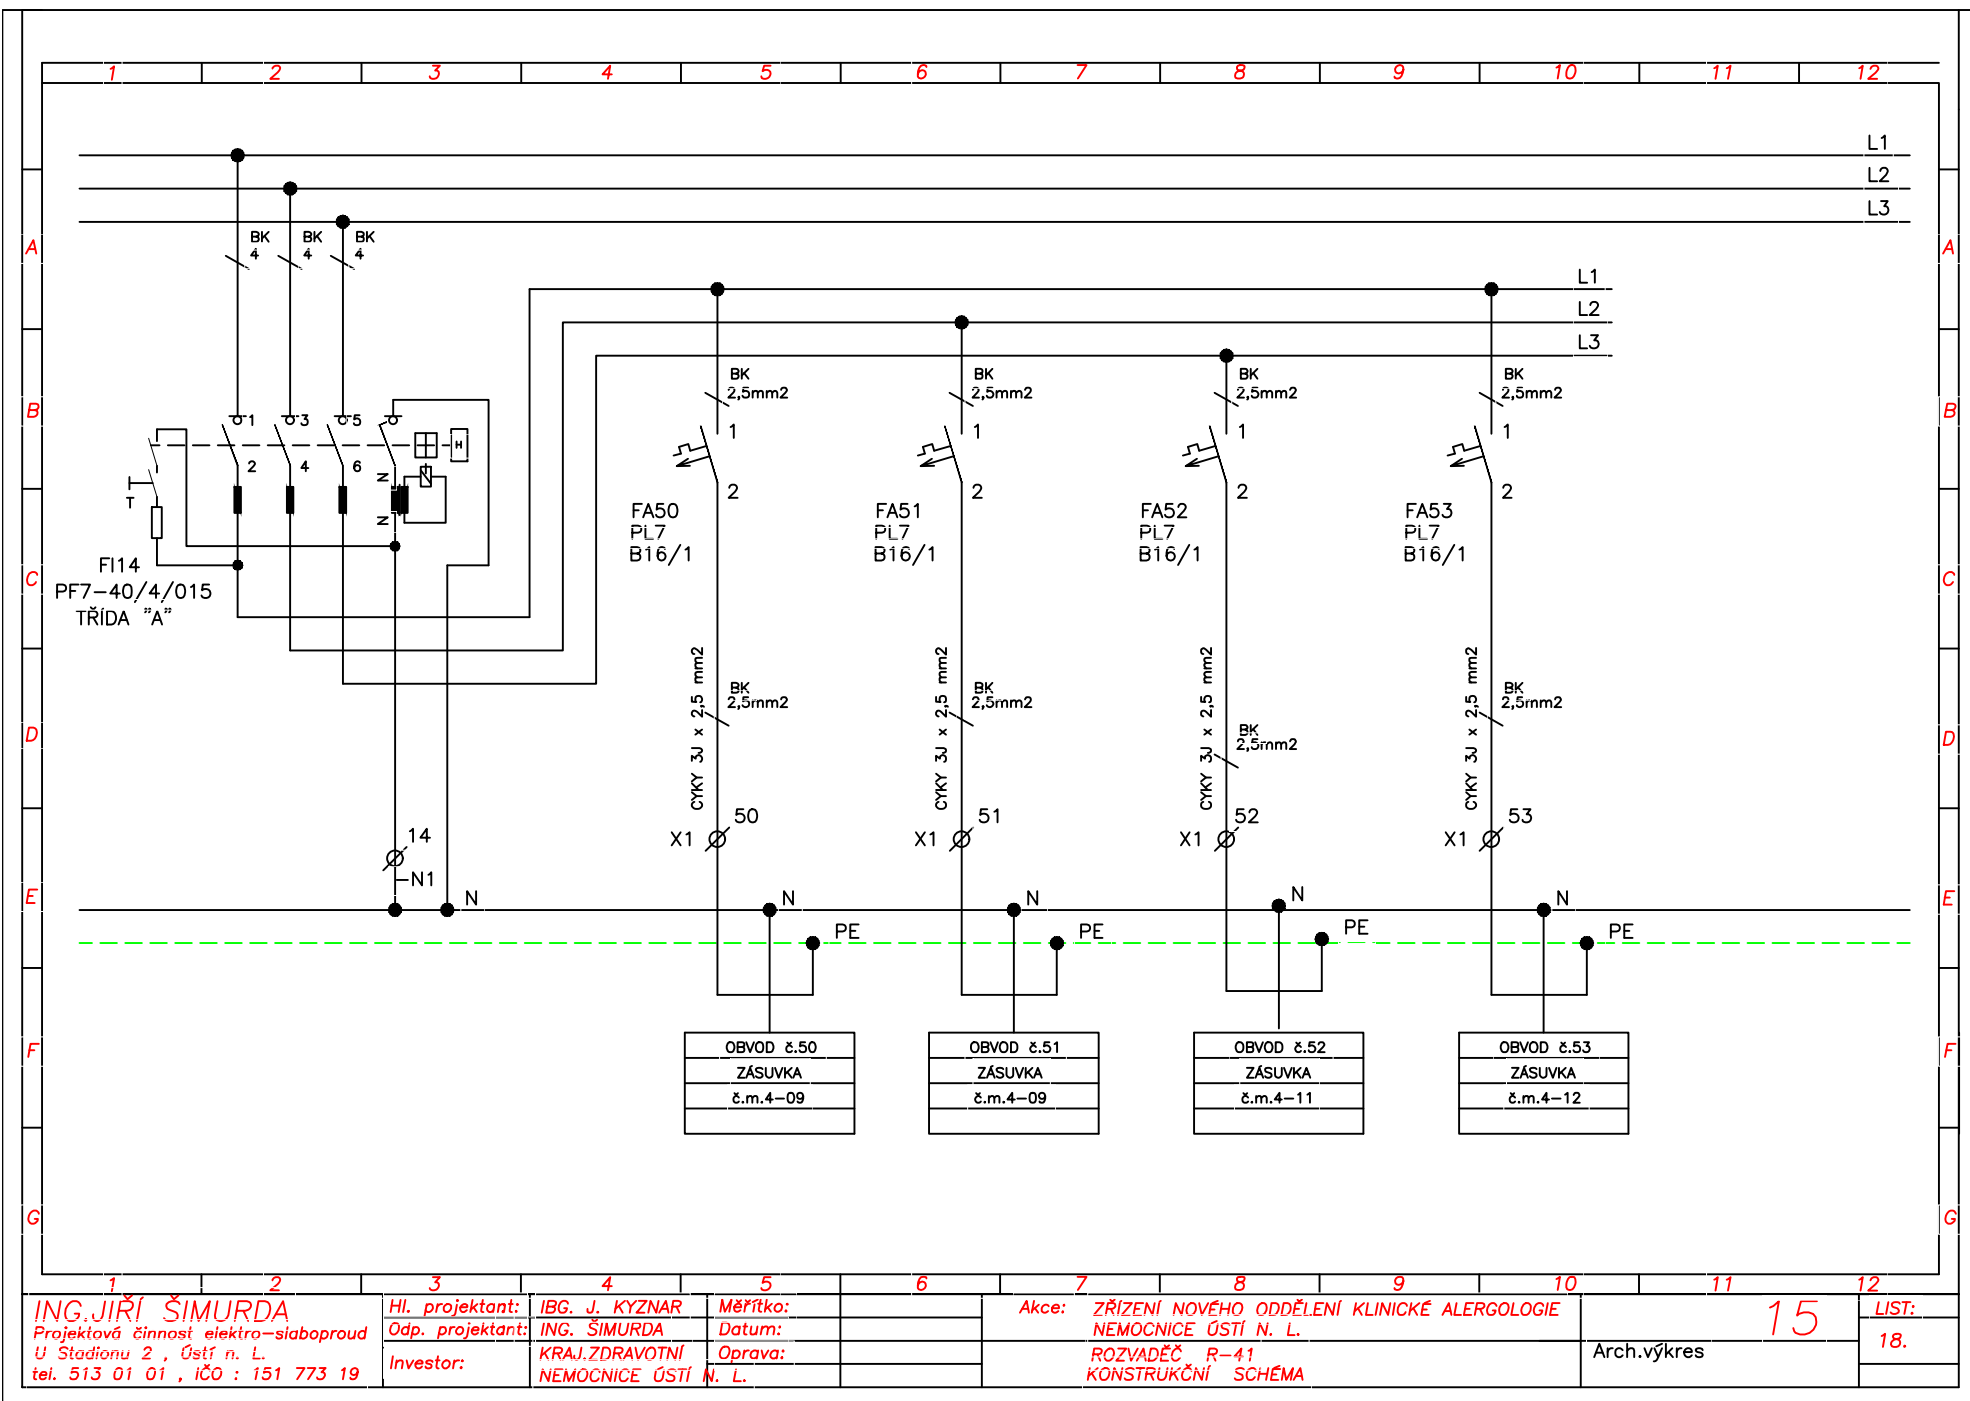 1 2 3 4 5 6 7 8 9 10 11 12
L1
L2
L3
A A
BK BK BK
4 4 4
L1
L2
L3
BK BK BK BK
2,5mm2 2,5mm2 2,5mm2 2,5mm2
B B
1 3 5 H 1 1 1 1
2 4 6 N
T N
2 2 2 2
FI14
PF7-40/4/015
TŘÍDA "A"
FA50
PL7
B16/1
FA51
PL7
B16/1
FA52
PL7
B16/1
FA53
PL7
B16/1
C C
CYKY 3J x 2,5 mm2
BK
2,5mm2
CYKY 3J x 2,5 mm2
BK
2,5mm2
CYKY 3J x 2,5 mm2
BK
2,5mm2
CYKY 3J x 2,5 mm2
BK
2,5mm2
D D
X1 50 X1 51 X1 52 X1 53
14
N1
E E
N N N N N
PE PE PE PE
F F
OBVOD č.50
ZÁSUVKA
č.m.4-09
OBVOD č.51
ZÁSUVKA
č.m.4-09
OBVOD č.52
ZÁSUVKA
č.m.4-11
OBVOD č.53
ZÁSUVKA
č.m.4-12
G G
1 2 3 4 5 6 7 8 9 10 11 12
ING.JIŘÍ ŠIMURDA
Projektová činnost elektro-slaboproud
U Stadionu 2 , Ústí n. L.
tel. 513 01 01 , IČO : 151 773 19
Hl. projektant: IBG. J. KYZNAR
Odp. projektant: ING. ŠIMURDA
Investor: KRAJ.ZDRAVOTNÍ
NEMOCNICE ÚSTÍ N. L.
Měřítko:
Datum:
Oprava:
Akce: ZŘÍZENÍ NOVÉHO ODDĚLENÍ KLINICKÉ ALERGOLOGIE
NEMOCNICE ÚSTÍ N. L.
ROZVADĚČ R-41
KONSTRUKČNÍ SCHÉMA
15
Arch.výkres
LIST:
18.